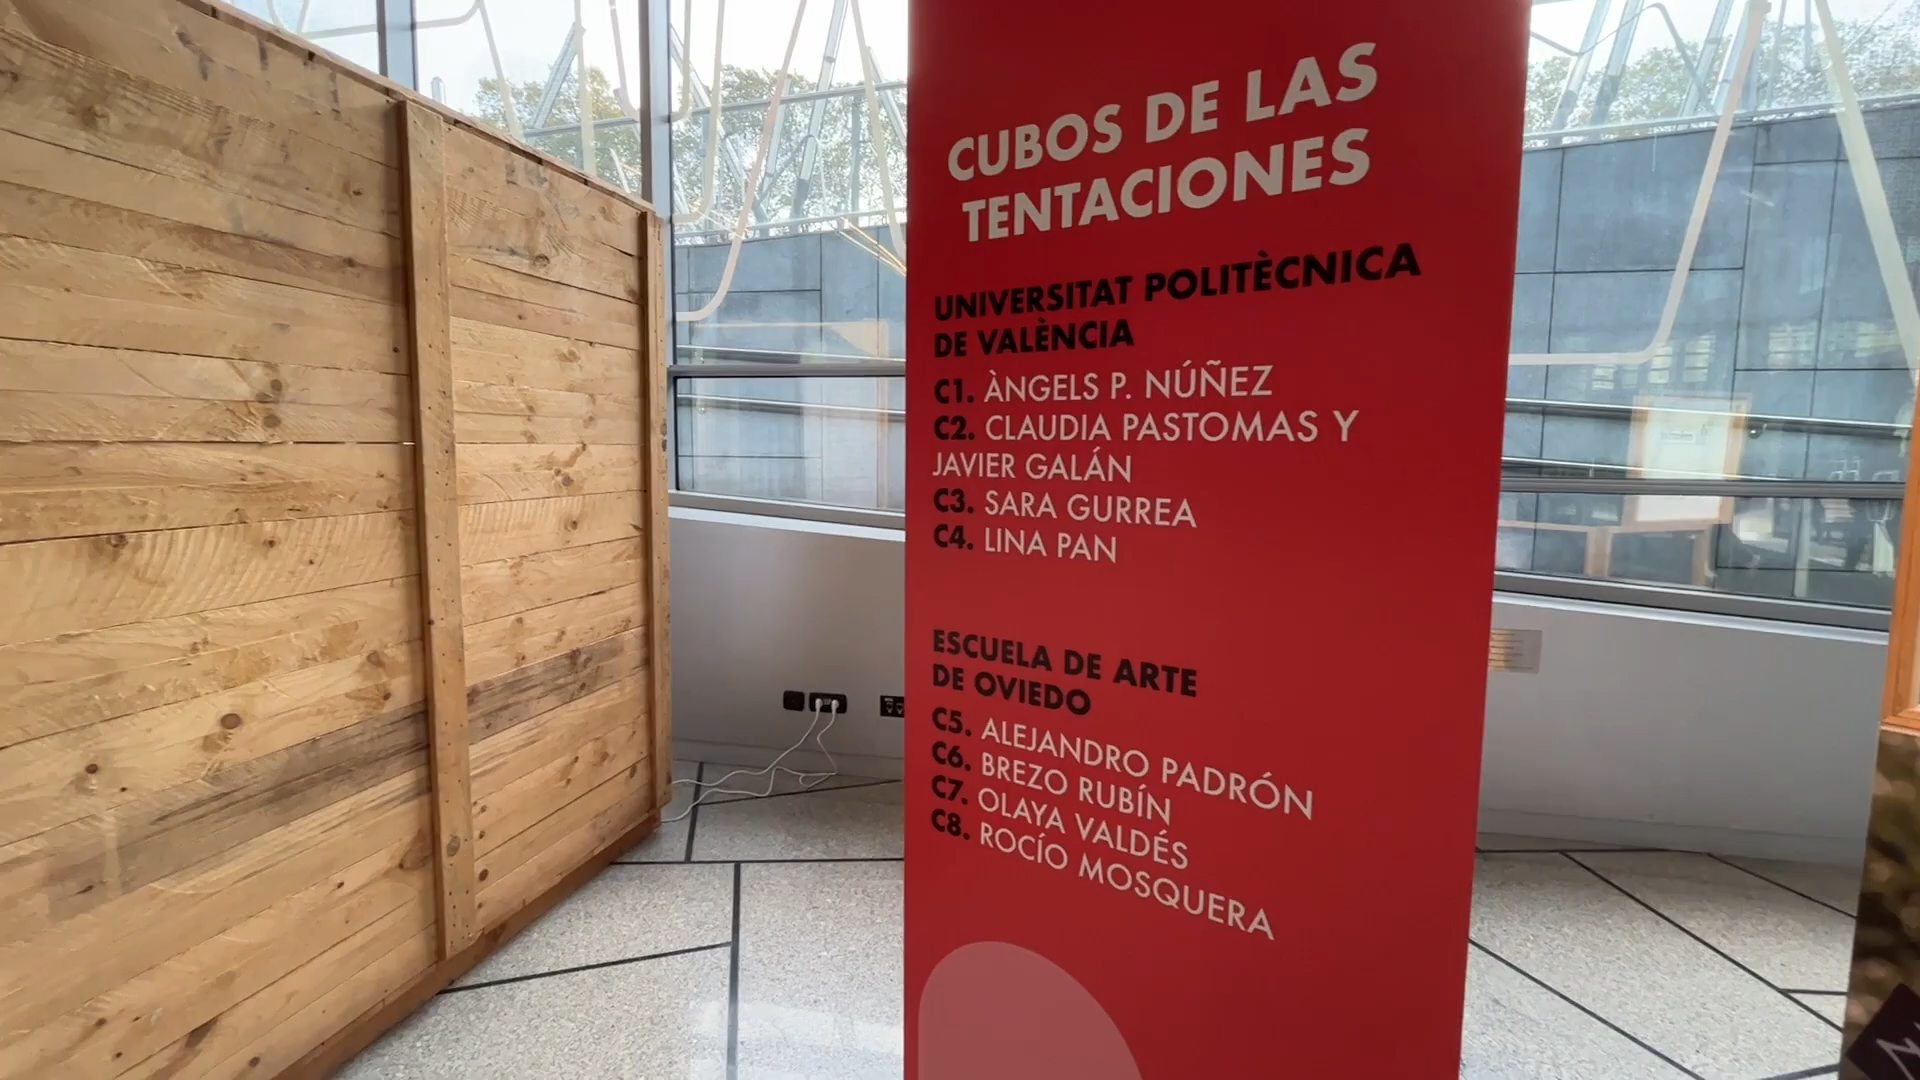 CUBOS DE LAS
TENTACIONES
UNIVERSITAT POLITÈCNICA
DE VALÈNCIA
C1. ÀNGELS P. NÚÑEZ
C2. CLAUDIA PASTOMAS Y
JAVIER GALÁN
C3. SARA GURREA
C4. LINA PAN
ESCUELA DE ARTE
DE OVIEDO
C5. ALEJANDRO PADRÓN
C6. BREZO RUBÍN
C7. OLAYA VALDÉS
C8. ROCÍO MOSQUERA